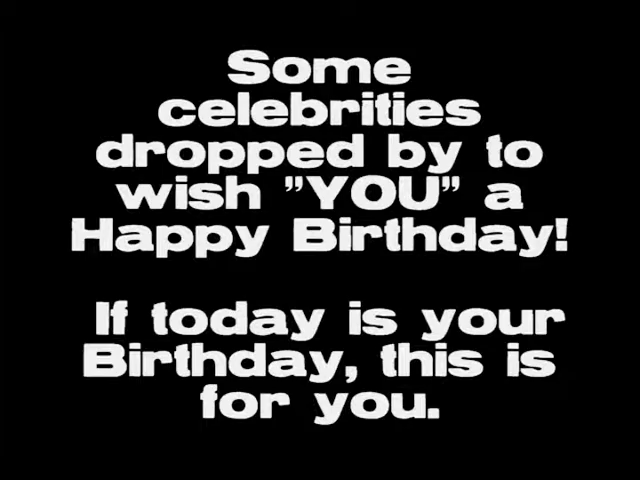 Some
celebrities
dropped by to
wish ”YOU” a
Happy Birthday!
If today is your
Birthday, this is
for you.